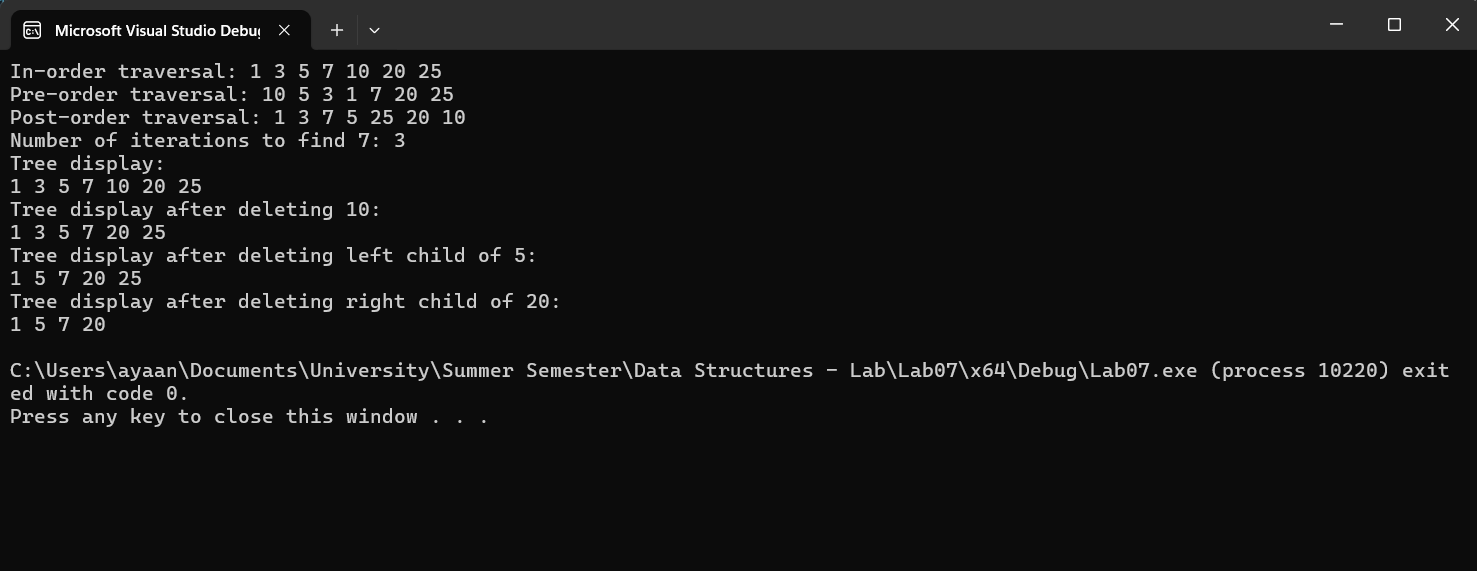 Microsoft Visual Studio Debu
In-order traversal: 1 3 5 7 10 20 25
Pre-order traversal: 10 5 3 1 7 20 25
Post-order traversal: 1 3 7 5 25 20 10
Number of iterations to find 7: 3
Tree display:
1 3 5 7 10 20 25
Tree display after deleting 10:
1 3 5 7 20 25
Tree display after deleting left child of 5:
1 5 7 20 25
Tree display after deleting right child of 20:
1 5 7 20
C:\Users\ayaan\Documents\University\Summer Semester\Data Structures - Lab\Lab07\x64\Debug\Lab07.exe (process 10220) exit
ed with code 0.
Press any key to close this window . . .